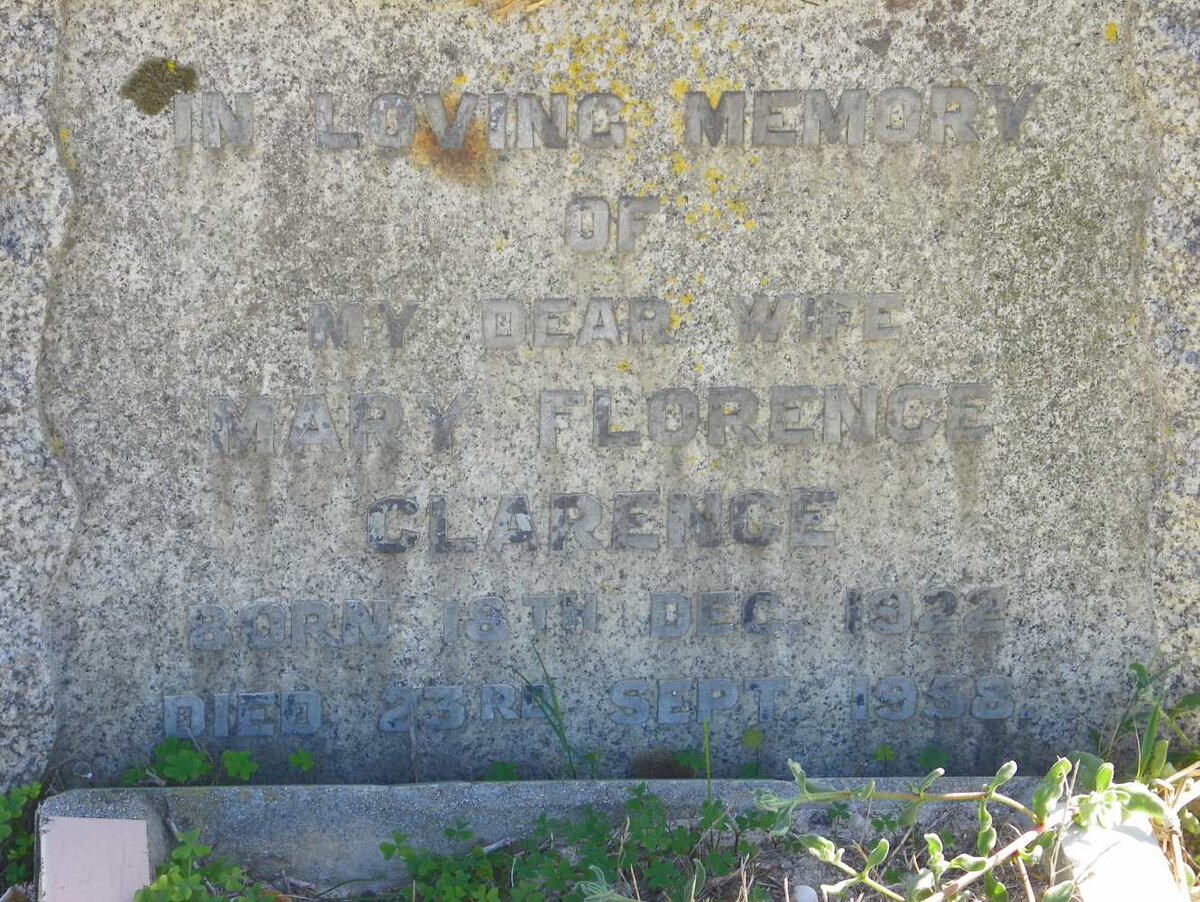 IN LOVING MEMORY
OF
MY DEAR WIFE
MARY FLORENCE
CLARENCE
BORN 18TH DEC. 1922
DIED 23RD SEPT 1958.